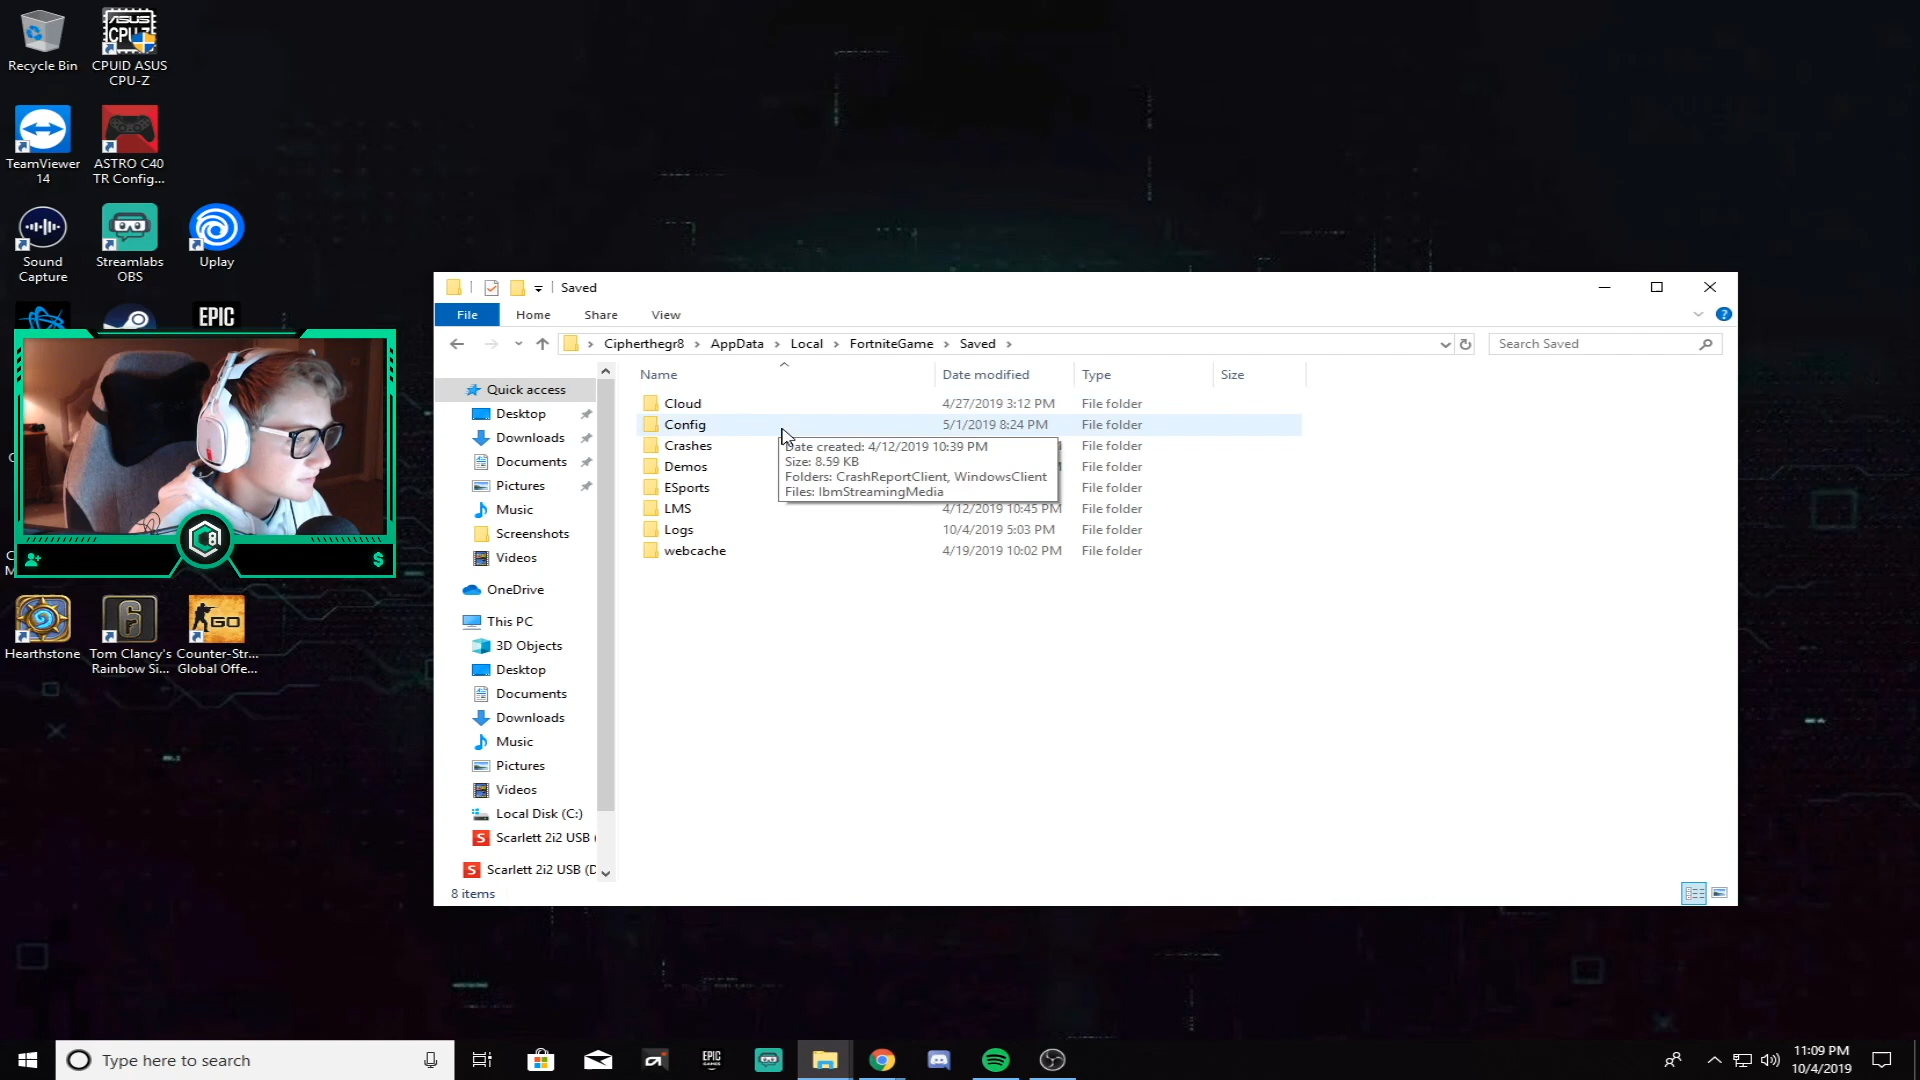 Recycle Bin
CPUID ASUS
CPU-Z
TeamViewer
14
ASTRO C40
TR Config...
Sound
Capture
Streamlabs
OBS
Uplay
EPIC
Hearthstone
Tom Clancy's
Rainbow Si...
Counter-Str...
Global Offe...
Saved
File
Home
Share
View
Cipherthegr8
AppData
Local
FortniteGame
Saved
Search Saved
Name
Date modified
Type
Size
Quick access
Desktop
Downloads
Documents
Pictures
Music
Screenshots
Videos
OneDrive
This PC
3D Objects
Desktop
Documents
Downloads
Music
Pictures
Videos
Local Disk (C:)
Scarlett 2i2 USB (
Scarlett 2i2 USB (D
Cloud 4/27/2019 3:12 PM File folder
Config 5/1/2019 8:24 PM File folder
Crashes File folder
Demos File folder
ESports File folder
LMS 4/12/2019 10:45 PM File folder
Logs 10/4/2019 5:03 PM File folder
webcache 4/19/2019 10:02 PM File folder
Date created: 4/12/2019 10:39 PM
Size: 8.59 KB
Folders: CrashReportClient, WindowsClient
Files: lbmStreamingMedia
8 items
Type here to search
EPIC
GAMES
11:09 PM
10/4/2019